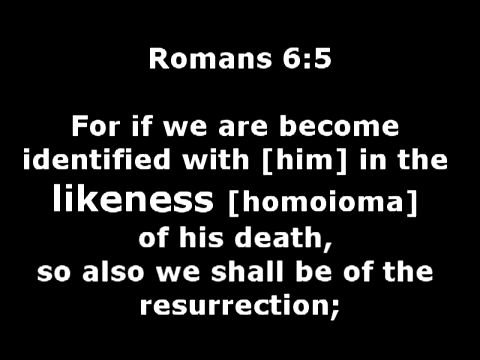 Romans 6:5
For if we are become
identified with [him] in the
likeness [homoioma]
of his death,
so also we shall be of the
resurrection;